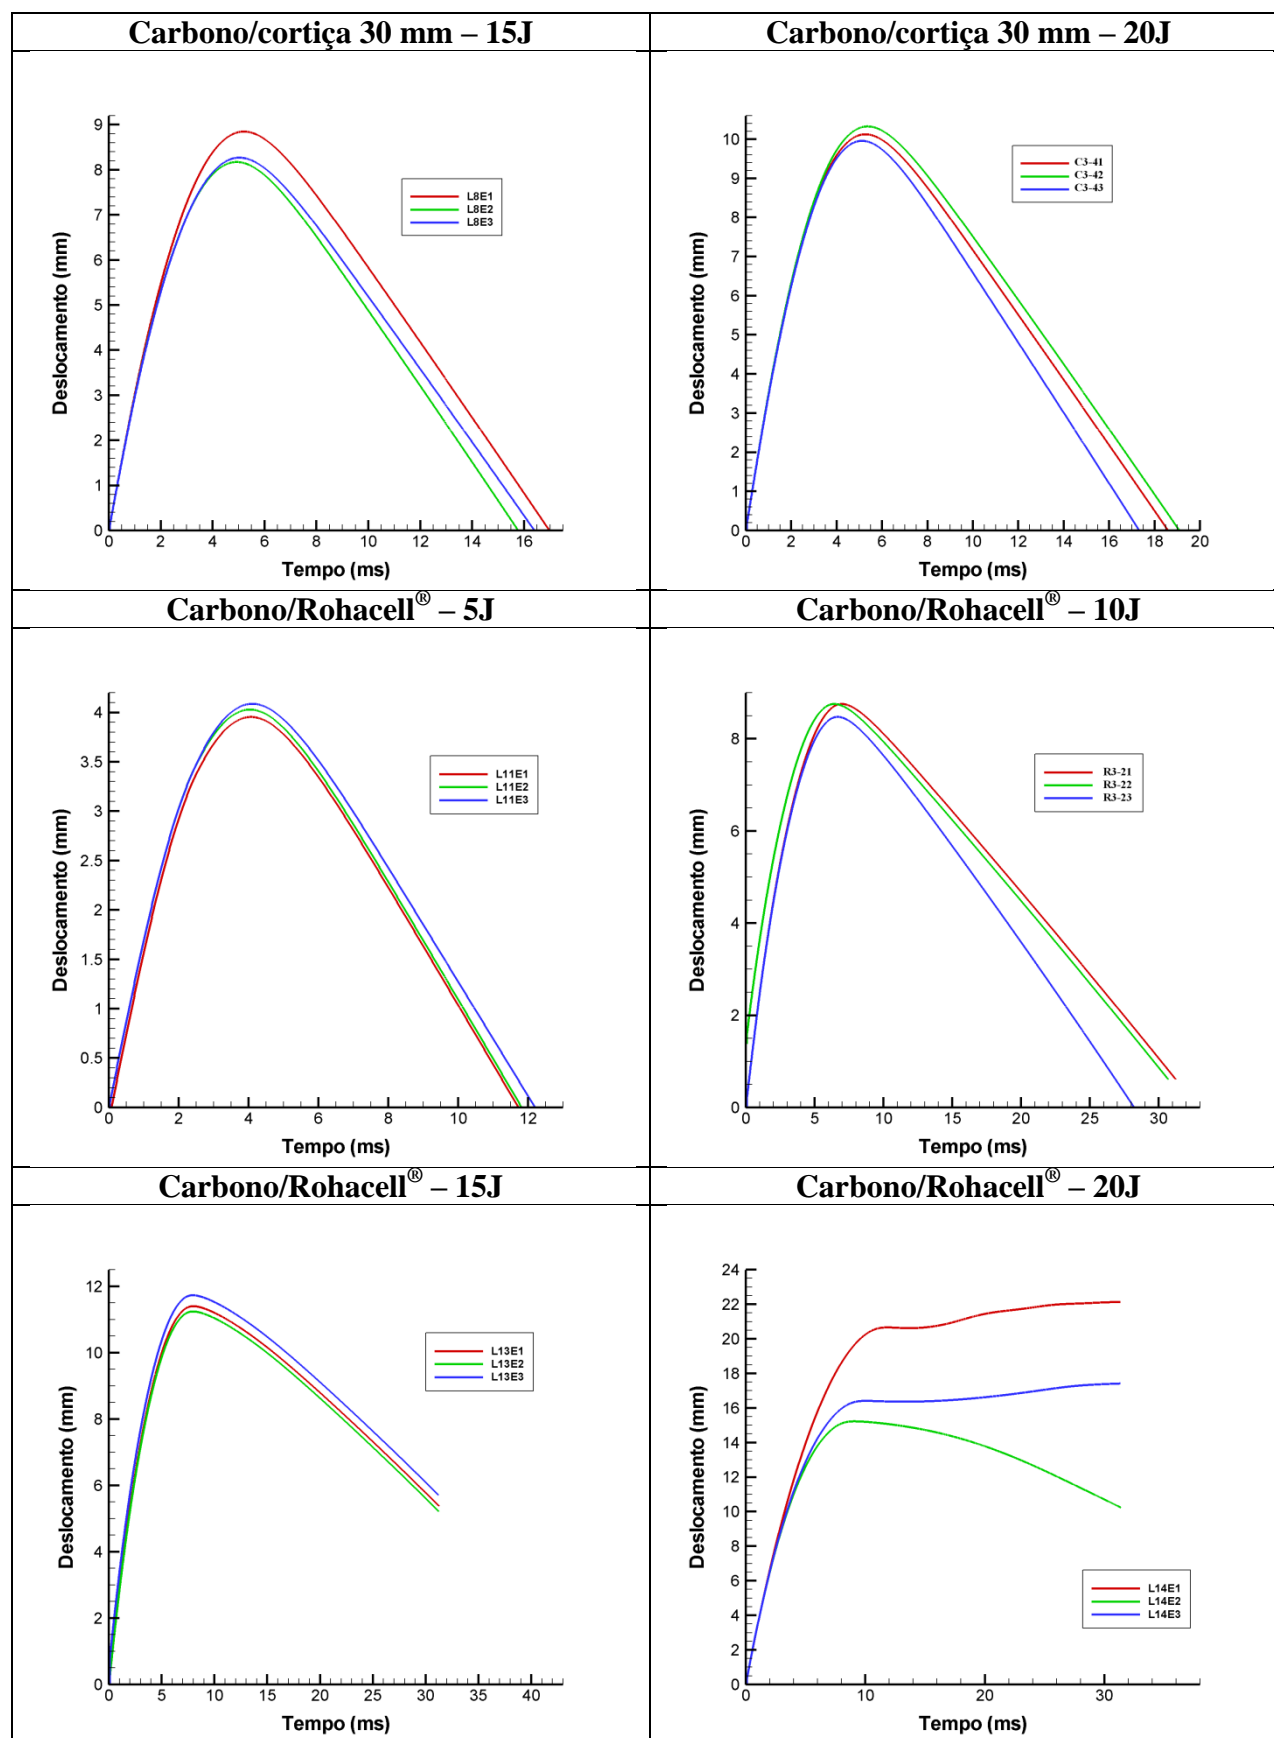 Carbono/cortiça 30 mm – 15J
Carbono/cortiça 30 mm – 20J
Deslocamento (mm)
9
8
7
6
5
4
3
2
1
0
0 2 4 6 8 10 12 14 16
Tempo (ms)
L8E1
L8E2
L8E3
Deslocamento (mm)
10
9
8
7
6
5
4
3
2
1
0
0 2 4 6 8 10 12 14 16 18 20
Tempo (ms)
C3-41
C3-42
C3-43
Carbono/Rohacell® – 5J
Carbono/Rohacell® – 10J
Deslocamento (mm)
4
3.5
3
2.5
2
1.5
1
0.5
0
0 2 4 6 8 10 12
Tempo (ms)
L11E1
L11E2
L11E3
Deslocamento (mm)
8
6
4
2
0
0 5 10 15 20 25 30
Tempo (ms)
R3-21
R3-22
R3-23
Carbono/Rohacell® – 15J
Carbono/Rohacell® – 20J
Deslocamento (mm)
12
10
8
6
4
2
0
0 5 10 15 20 25 30 35 40
Tempo (ms)
L13E1
L13E2
L13E3
Deslocamento (mm)
24
22
20
18
16
14
12
10
8
6
4
2
0
0 10 20 30
Tempo (ms)
L14E1
L14E2
L14E3